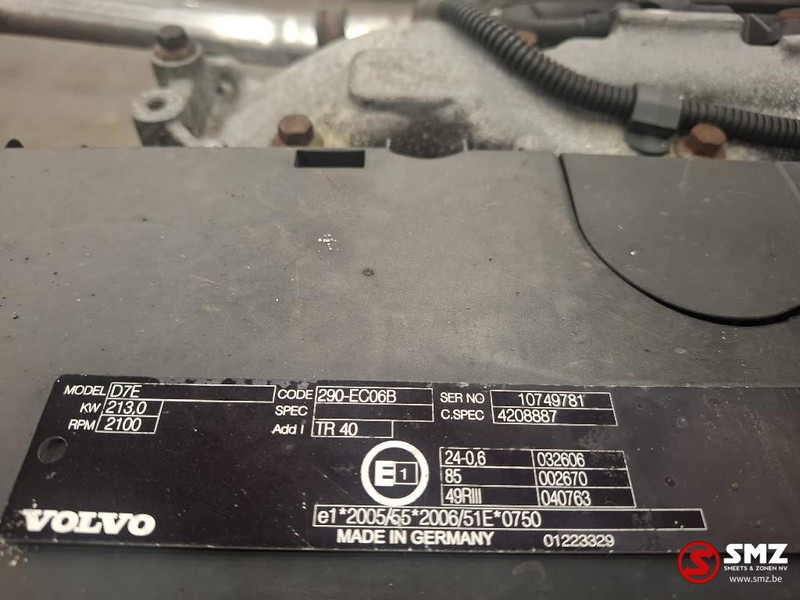 MODEL D7E CODE 290-EC06B SER NO 10749781
KW 213,0 SPEC C.SPEC 4208887
RPM 2100 Add I TR 40
E1 24-0,6 032606
85 002670
49RIII 040763
VOLVO e1*2005/55*2006/51E*0750
MADE IN GERMANY 01223329
SMZ
SMEETS & ZONEN NV
www.smz.be